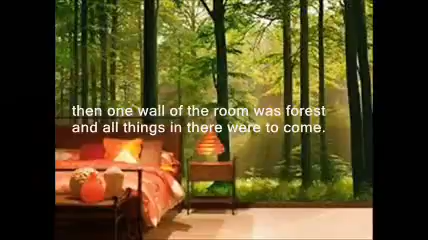 then one wall of the room was forest
and all things in there were to come.